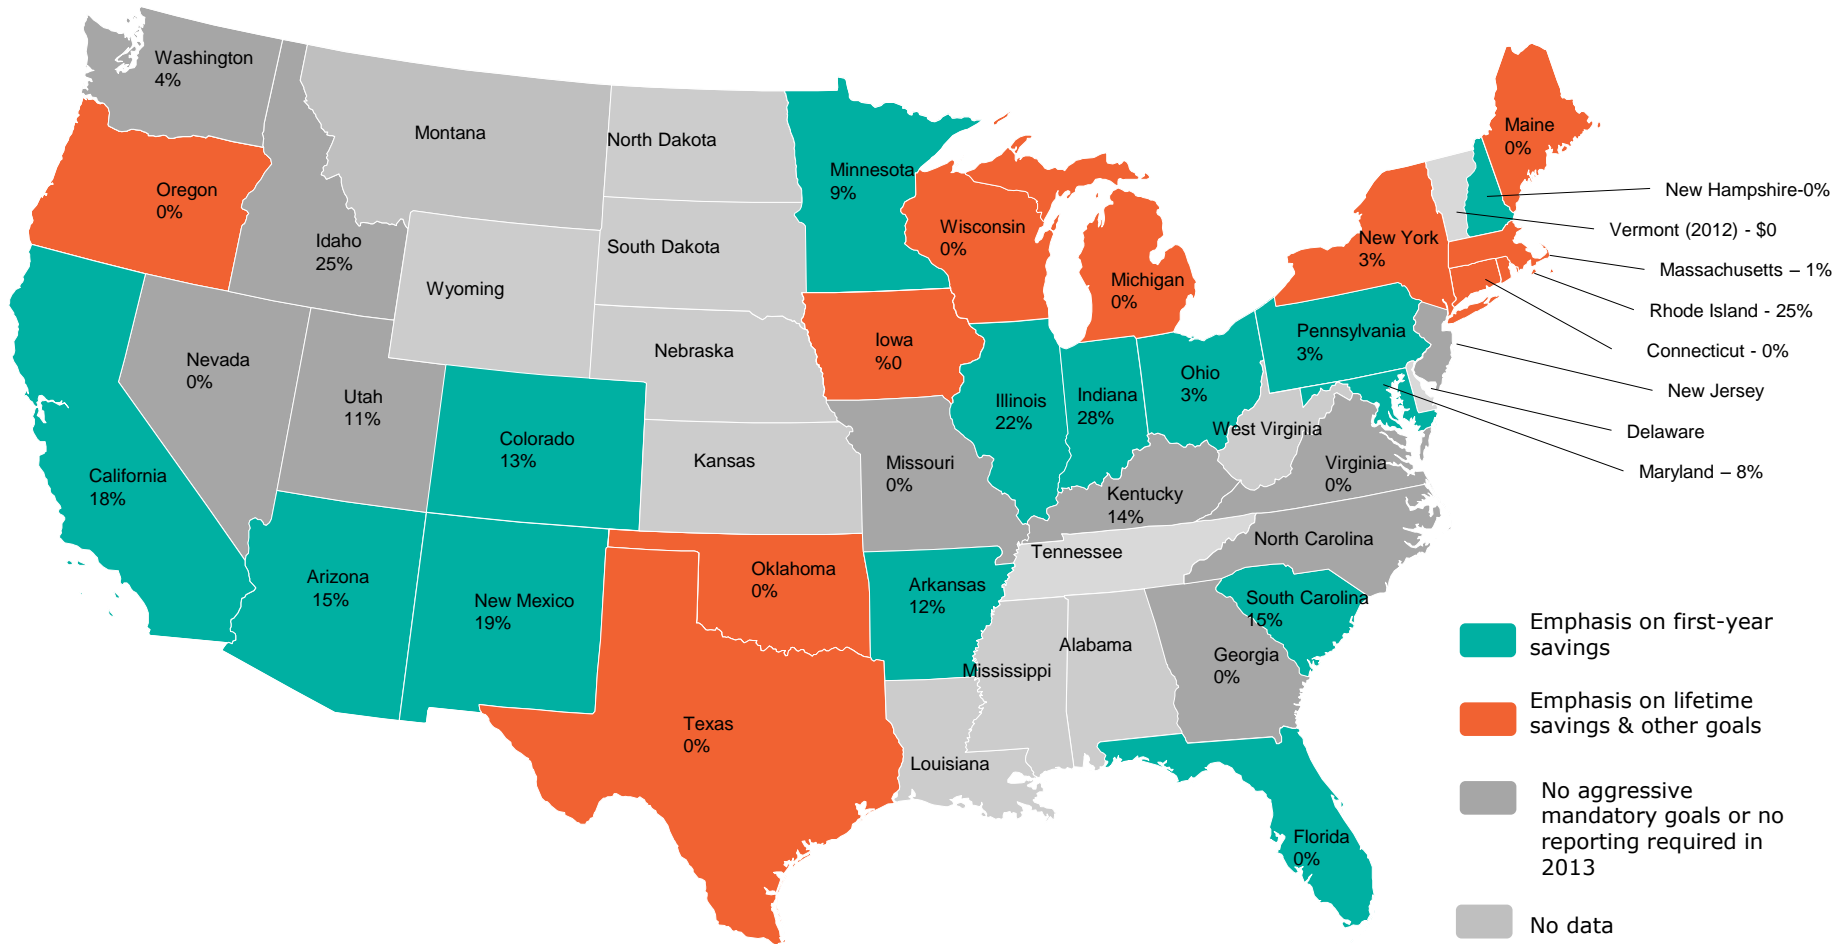 Washington
4%
Montana
North Dakota
Minnesota
9%
Maine
0%
Oregon
0%
Idaho
25%
Wyoming
South Dakota
Wisconsin
0%
Michigan
0%
New York
3%
New Hampshire-0%
Vermont (2012) - $0
Massachusetts – 1%
Rhode Island - 25%
Connecticut - 0%
New Jersey
Delaware
Maryland – 8%
Nevada
0%
Utah
11%
Nebraska
Iowa
%0
Pennsylvania
3%
Ohio
3%
Illinois
22%
Indiana
28%
West Virginia
Virginia
0%
California
18%
Colorado
13%
Kansas
Missouri
0%
Kentucky
14%
North Carolina
Tennessee
Arizona
15%
New Mexico
19%
Oklahoma
0%
Arkansas
12%
South Carolina
15%
Mississippi
Alabama
Georgia
0%
Texas
0%
Louisiana
Florida
0%
Emphasis on first-year
savings
Emphasis on lifetime
savings & other goals
No aggressive
mandatory goals or no
reporting required in
2013
No data